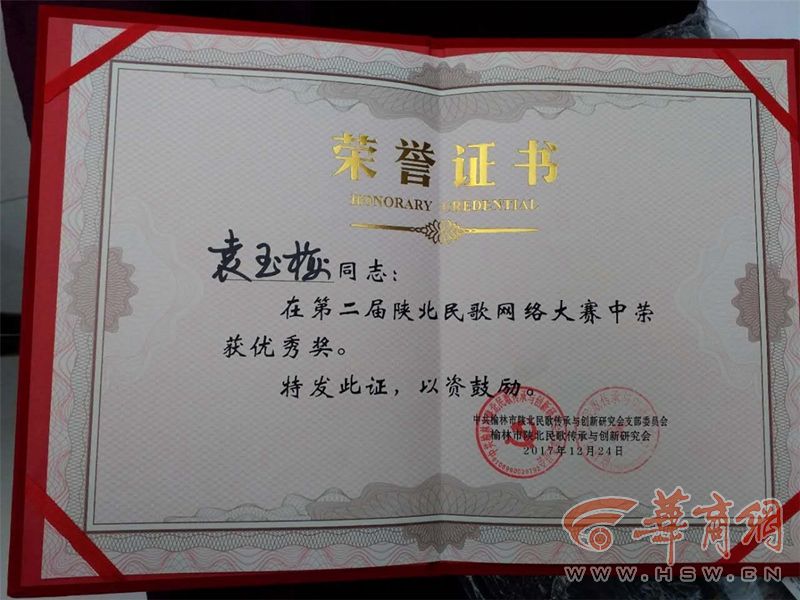 荣誉证书
HONORARY CREDENTIAL
袁玉梅同志:
在第二届陕北民歌网络大赛中荣
获优秀奖。
特发此证,以资鼓励。
中共榆林市陕北民歌传承与创新研究会支部委员会
榆林市陕北民歌传承与创新研究会
2017年12月24日
華商網
WWW.HSW.CN